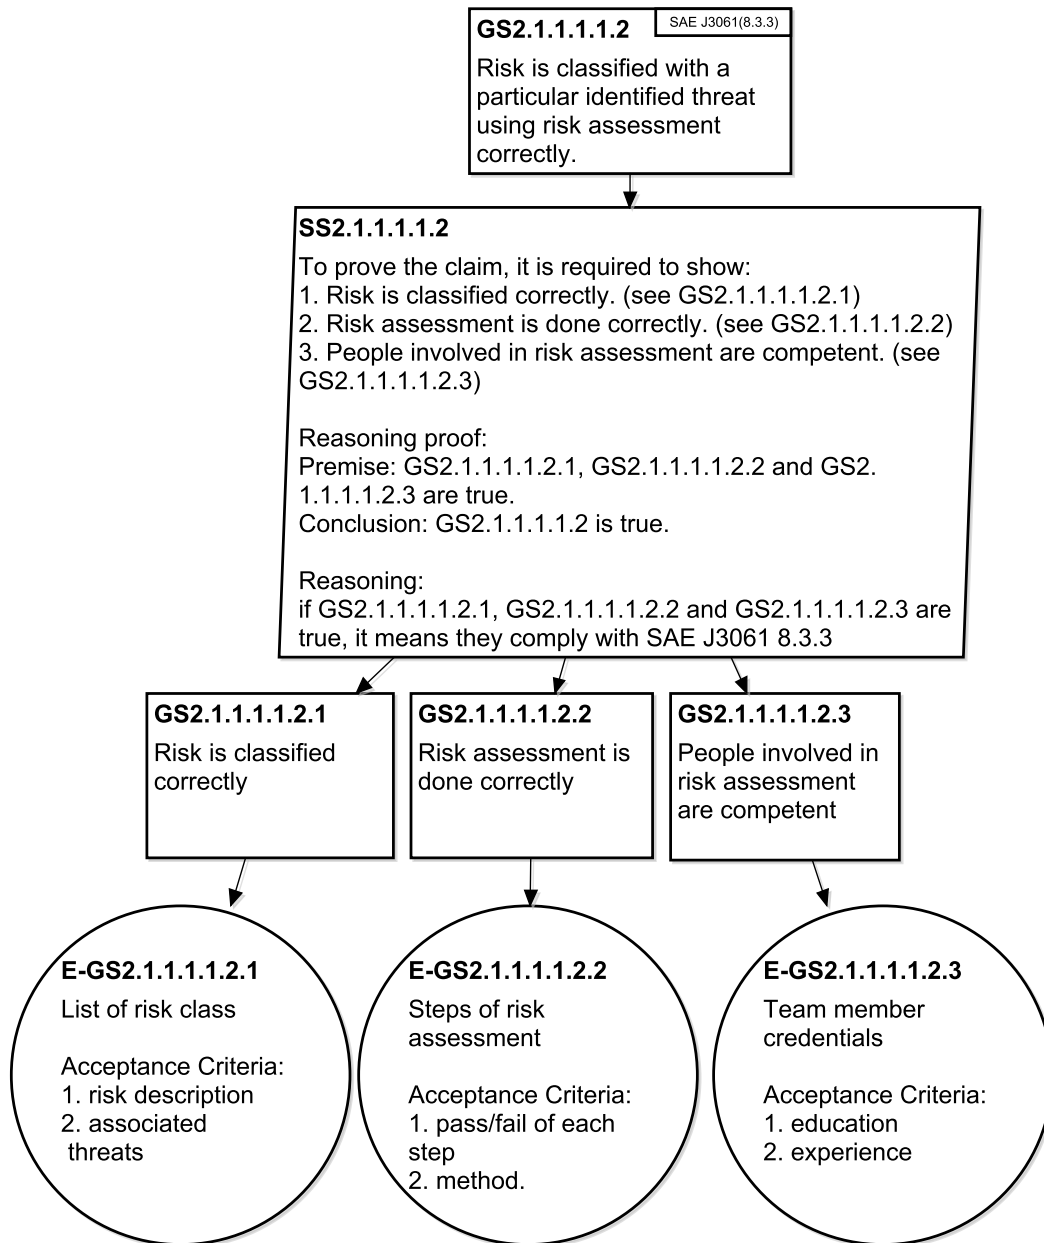 GS2.1.1.1.1.2
SAE J3061(8.3.3)
Risk is classified with a
particular identified threat
using risk assessment
correctly.
SS2.1.1.1.1.2
To prove the claim, it is required to show:
1. Risk is classified correctly. (see GS2.1.1.1.1.2.1)
2. Risk assessment is done correctly. (see GS2.1.1.1.1.2.2)
3. People involved in risk assessment are competent. (see
GS2.1.1.1.1.2.3)
Reasoning proof:
Premise: GS2.1.1.1.1.2.1, GS2.1.1.1.1.2.2 and GS2.
1.1.1.1.2.3 are true.
Conclusion: GS2.1.1.1.1.2 is true.
Reasoning:
if GS2.1.1.1.1.2.1, GS2.1.1.1.1.2.2 and GS2.1.1.1.1.2.3 are
true, it means they comply with SAE J3061 8.3.3
GS2.1.1.1.1.2.1
Risk is classified
correctly
GS2.1.1.1.1.2.2
Risk assessment is
done correctly
GS2.1.1.1.1.2.3
People involved in
risk assessment
are competent
E-GS2.1.1.1.1.2.1
List of risk class
Acceptance Criteria:
1. risk description
2. associated
threats
E-GS2.1.1.1.1.2.2
Steps of risk
assessment
Acceptance Criteria:
1. pass/fail of each
step
2. method.
E-GS2.1.1.1.1.2.3
Team member
credentials
Acceptance Criteria:
1. education
2. experience